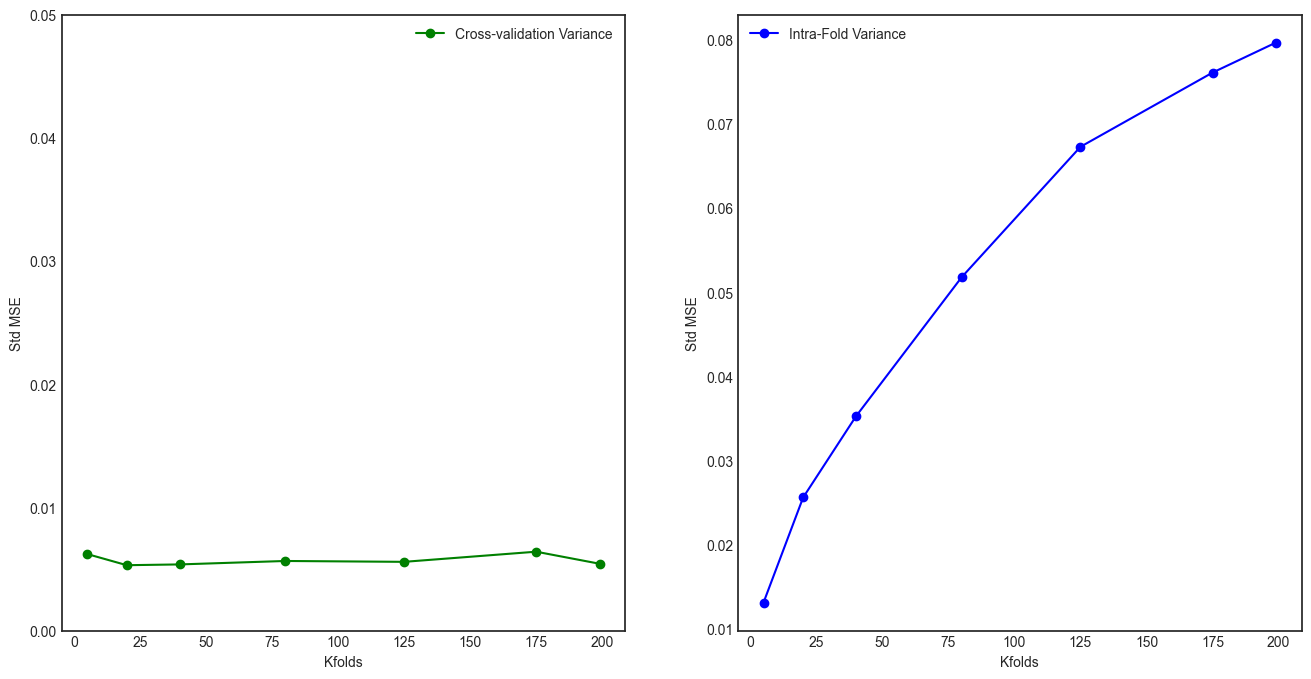 Cross-validation Variance
0.05
0.04
0.03
0.02
0.01
0.00
Std MSE
0 25 50 75 100 125 150 175 200
Kfolds
Intra-Fold Variance
0.08
0.07
0.06
0.05
0.04
0.03
0.02
0.01
Std MSE
0 25 50 75 100 125 150 175 200
Kfolds